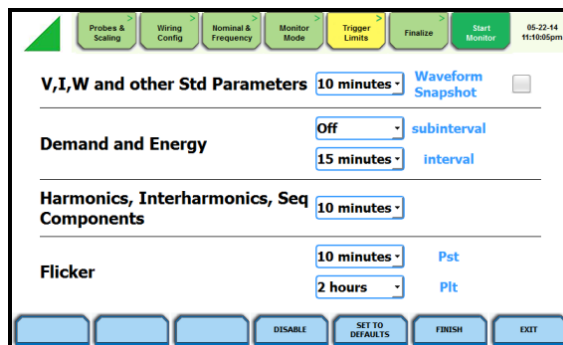 Probes &
Scaling
Wiring
Config
Nominal &
Frequency
Monitor
Mode
Trigger
Limits
Finalize
Start
Monitor
05-22-14
11:10:05pm
V,I,W and other Std Parameters
10 minutes
Waveform
Snapshot
Demand and Energy
Off
subinterval
15 minutes
interval
Harmonics, Interharmonics, Seq
Components
10 minutes
Flicker
10 minutes
Pst
2 hours
Plt
DISABLE
SET TO
DEFAULTS
FINISH
EXIT